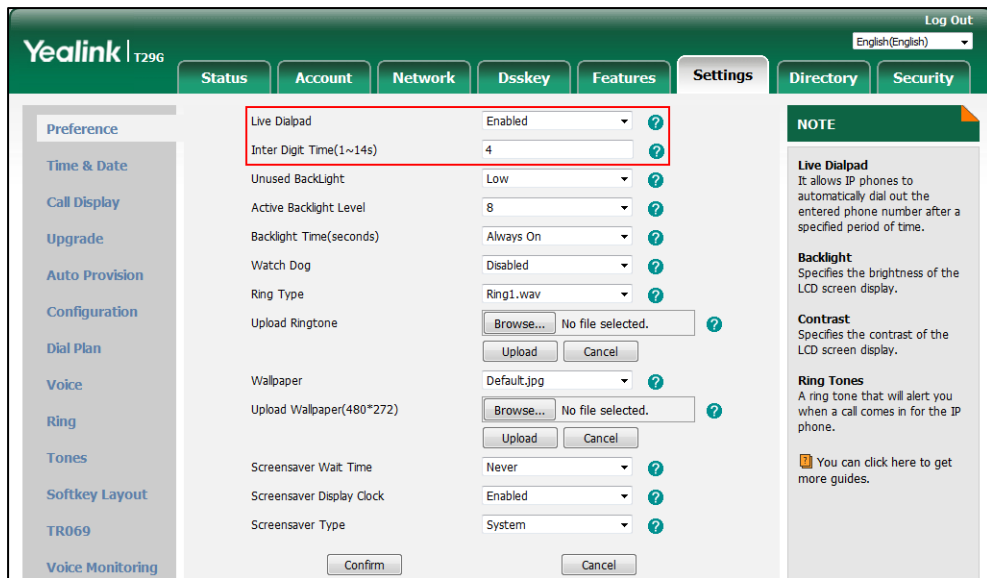 Log Out
Yealink T29G
English(English)
Status Account Network Dsskey Features Settings Directory Security
Preference
Time & Date
Call Display
Upgrade
Auto Provision
Configuration
Dial Plan
Voice
Ring
Tones
Softkey Layout
TR069
Voice Monitoring
Live Dialpad Enabled ?
Inter Digit Time(1~14s) 4 ?
Unused BackLight Low ?
Active Backlight Level 8 ?
Backlight Time(seconds) Always On ?
Watch Dog Disabled ?
Ring Type Ring1.wav ?
Upload Ringtone Browse... No file selected. ?
Upload Cancel
Wallpaper Default.jpg ?
Upload Wallpaper(480*272) Browse... No file selected. ?
Upload Cancel
Screensaver Wait Time Never ?
Screensaver Display Clock Enabled ?
Screensaver Type System ?
Confirm Cancel
NOTE
Live Dialpad
It allows IP phones to
automatically dial out the
entered phone number after a
specified period of time.
Backlight
Specifies the brightness of the
LCD screen display.
Contrast
Specifies the contrast of the
LCD screen display.
Ring Tones
A ring tone that will alert you
when a call comes in for the IP
phone.
? You can click here to get
more guides.